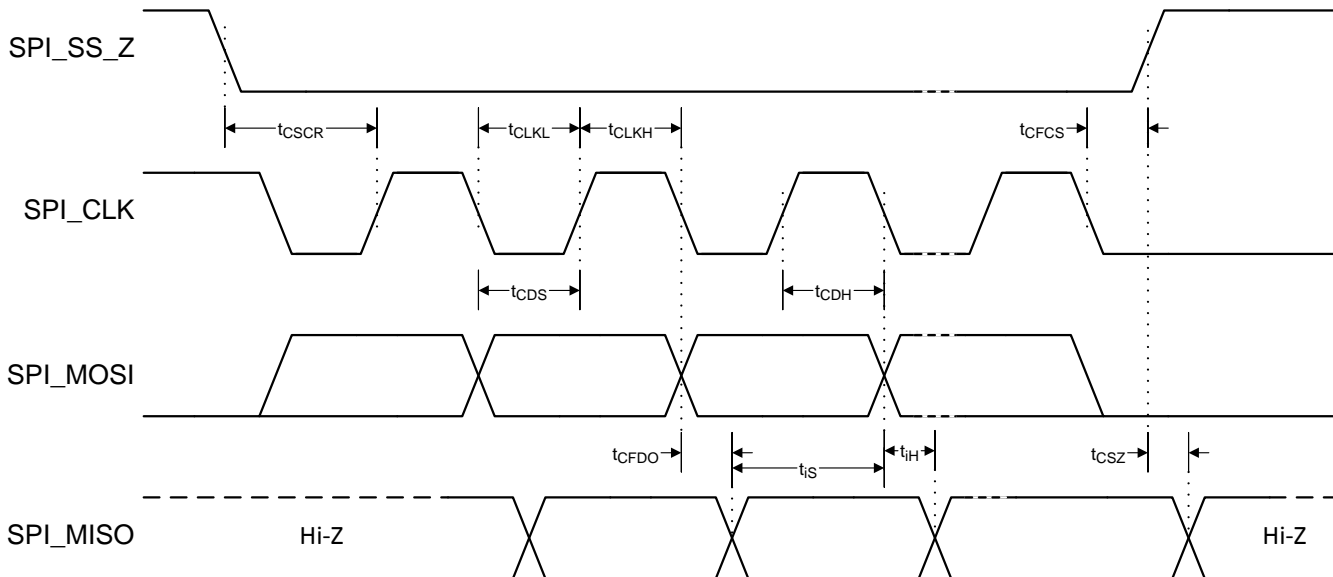 SPI_SS_Z
tCSCR
tCLKL
tCLKH
tCFCS
SPI_CLK
tCDS
tCDH
SPI_MOSI
tCFDO
tiS
tiH
tCSZ
SPI_MISO
Hi-Z
Hi-Z